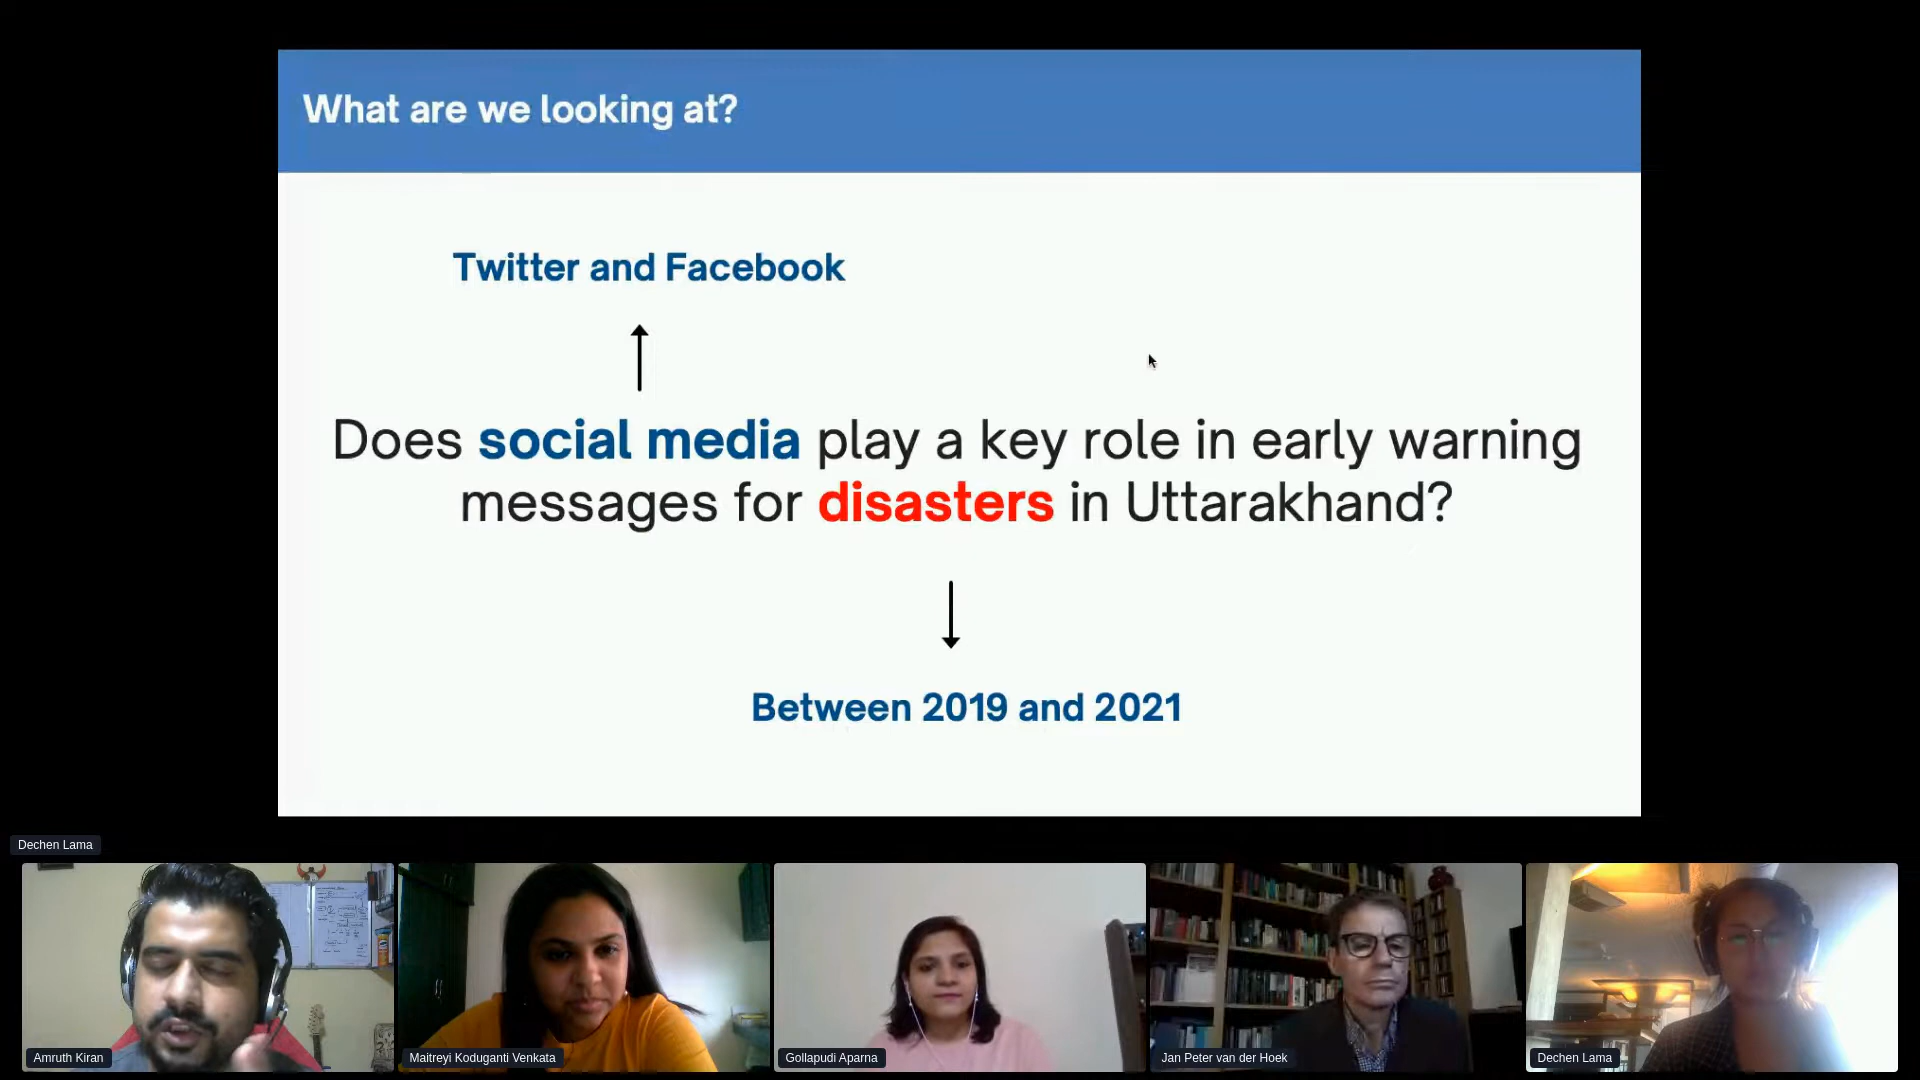 What are we looking at?
Twitter and Facebook
Does social media play a key role in early warning
messages for disasters in Uttarakhand?
Between 2019 and 2021
Dechen Lama
Amruth Kiran
Maitreyi Koduganti Venkata
Gollapudi Aparna
Jan Peter van der Hoek
Dechen Lama